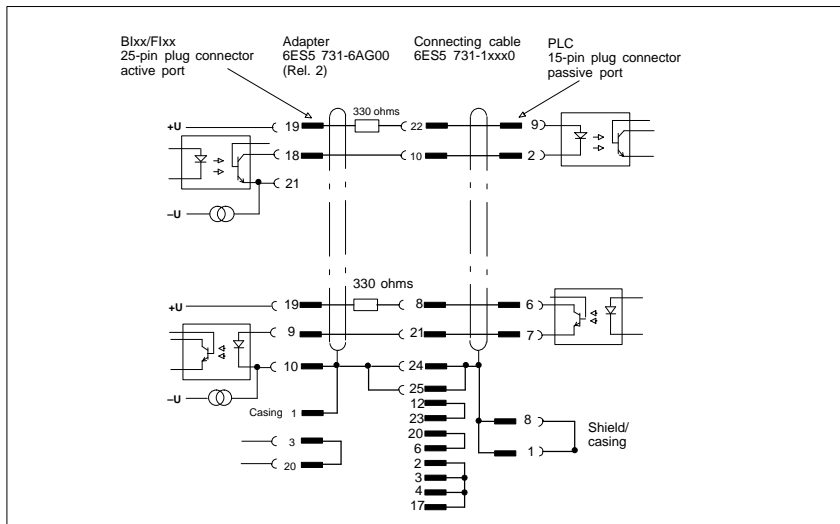 BIxx/FIxx Adapter Connecting cable PLC
25-pin plug connector 6ES5 731-6AG00 6ES5 731-1xxx0 15-pin plug connector
active port (Rel. 2) passive port
330 ohms
+U 19 22 9
18 10 2
21
–U
330 ohms
+U 19 8 6
9 21 7
10 24
–U 25
Casing 1 12
23 8
3 20 Shield/
casing
20 6 1
2
3
4
17